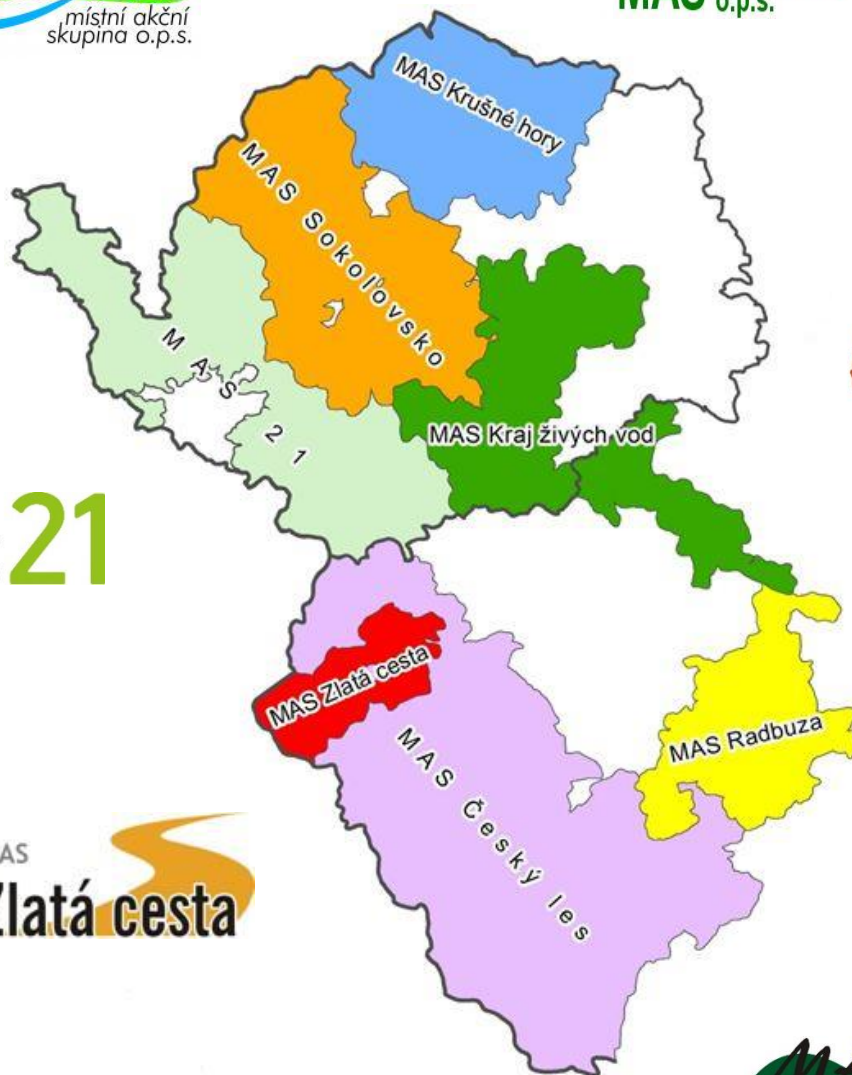 místní akční
skupina o.p.s.
MAS o.p.s.
MAS Krušné hory
MAS Sokolovsko
MAS 21
MAS Kraj živých vod
21
MAS Zlatá cesta
MAS Radbuza
MAS Český les
MAS
Zlatá cesta